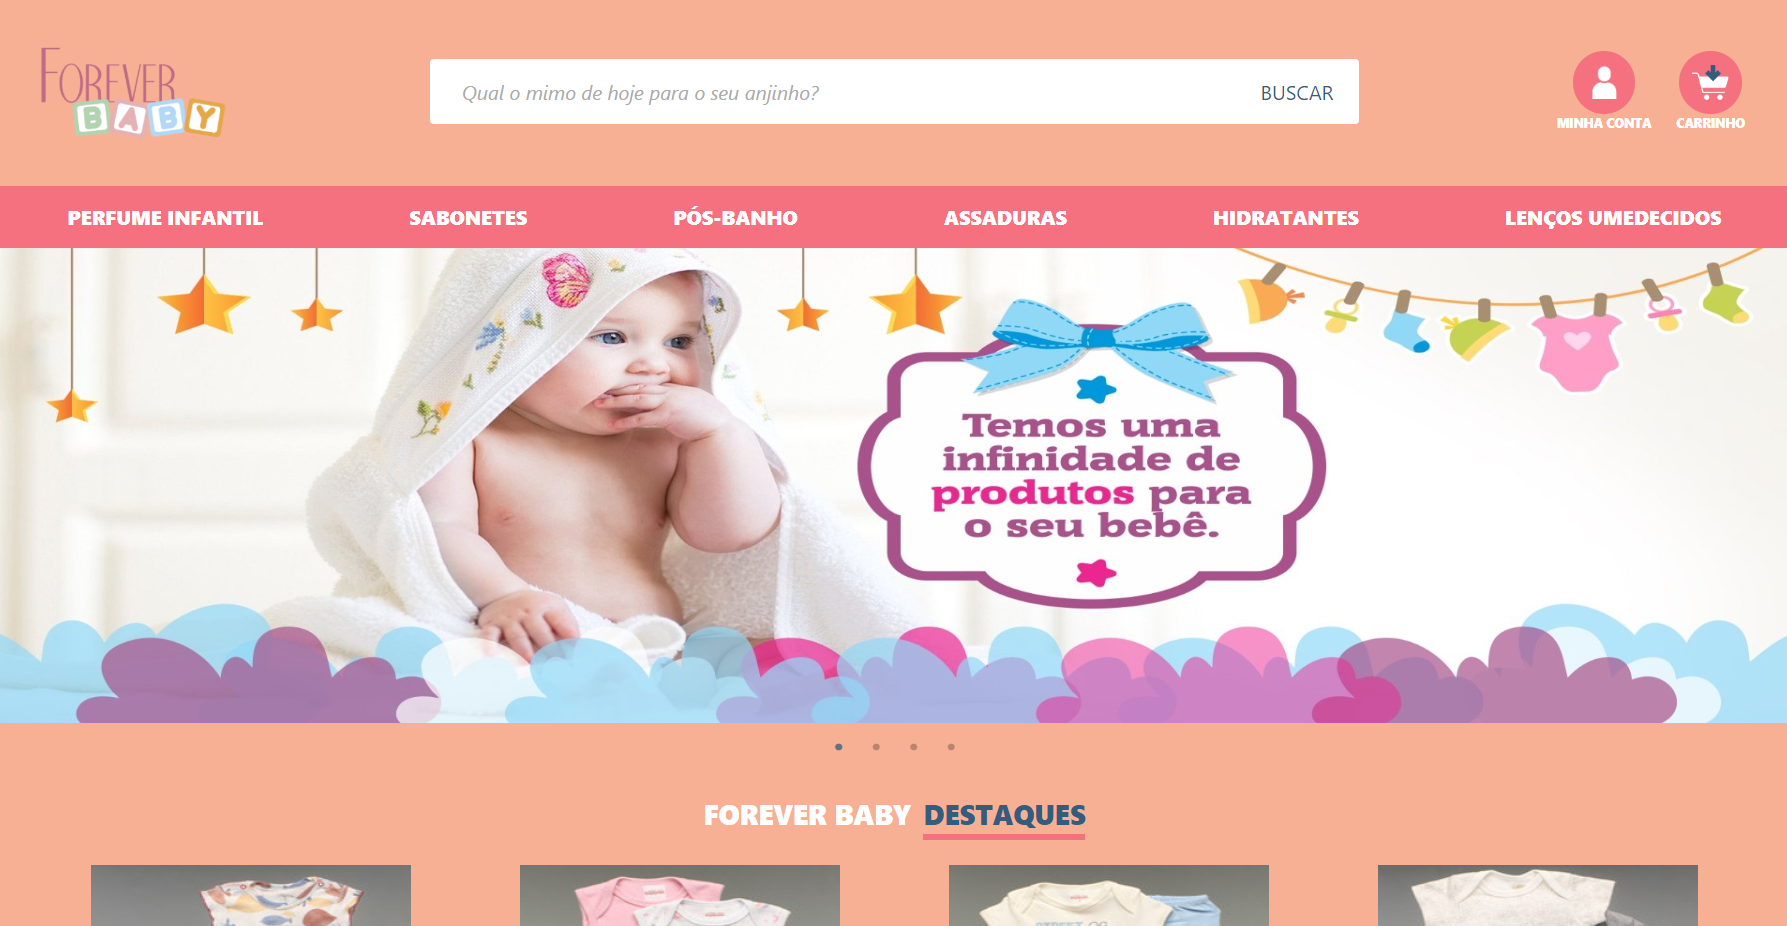 FOREVER
BABY
Qual o mimo de hoje para o seu anjinho?
BUSCAR
MINHA CONTA
CARRINHO
PERFUME INFANTIL
SABONETES
PÓS-BANHO
ASSADURAS
HIDRATANTES
LENÇOS UMEDECIDOS
Temos uma
infinidade de
produtos para
o seu bebê.
FOREVER BABY DESTAQUES